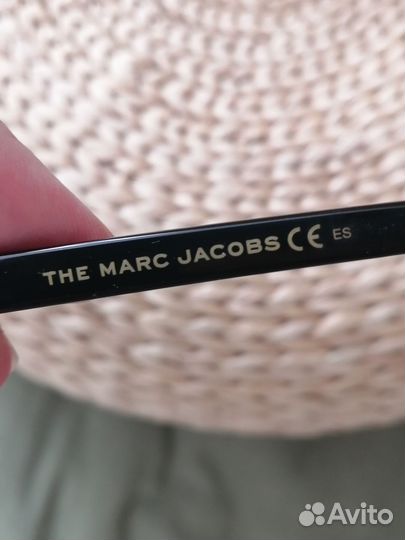 THE MARC JACOBS CE ES
Avito